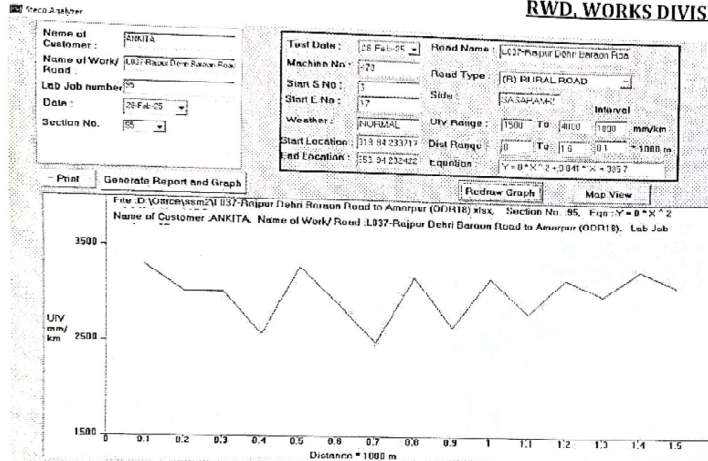 RWD, WORKS DIVIS
Steco Analyzer
Name of Customer : ANKITA
Name of Work/ Road : L037-Rajpur Dehri Baraon Road
Lab Job number 95
Date : 28-Feb-25
Section No. 95
Test Date : 28-Feb-25
Machine No : 470
Start S No : 3
Start E No : 17
Weather : NORMAL
Start Location :
End Location :
Road Name : L037-Rajpur Dehri Baraon Roa
Road Type : (R) RURAL ROAD
Side : SASARAM-2
Interval
UIV Range : 1500 To 4000 1000 mm/km
Dist Range : 0 To 1.6 0.1 * 1000 m
Equation :
Print
Generate Report and Graph
Redraw Graph
Map View
File :D:\Office\ssm2\L037-Rajpur Dehri Baraon Road to Amarpur (ODR18).xlsx, Section No. :95, Eqn : Y = 0 * X ^ 2
Name of Customer :ANKITA, Name of Work/ Road :L037-Rajpur Dehri Baraon Road to Amarpur (ODR18), Lab Job
3500
UIV mm/ km
2500
1500
0 0.1 0.2 0.3 0.4 0.5 0.6 0.7 0.8 0.9 1 1.1 1.2 1.3 1.4 1.5
Distance * 1000 m